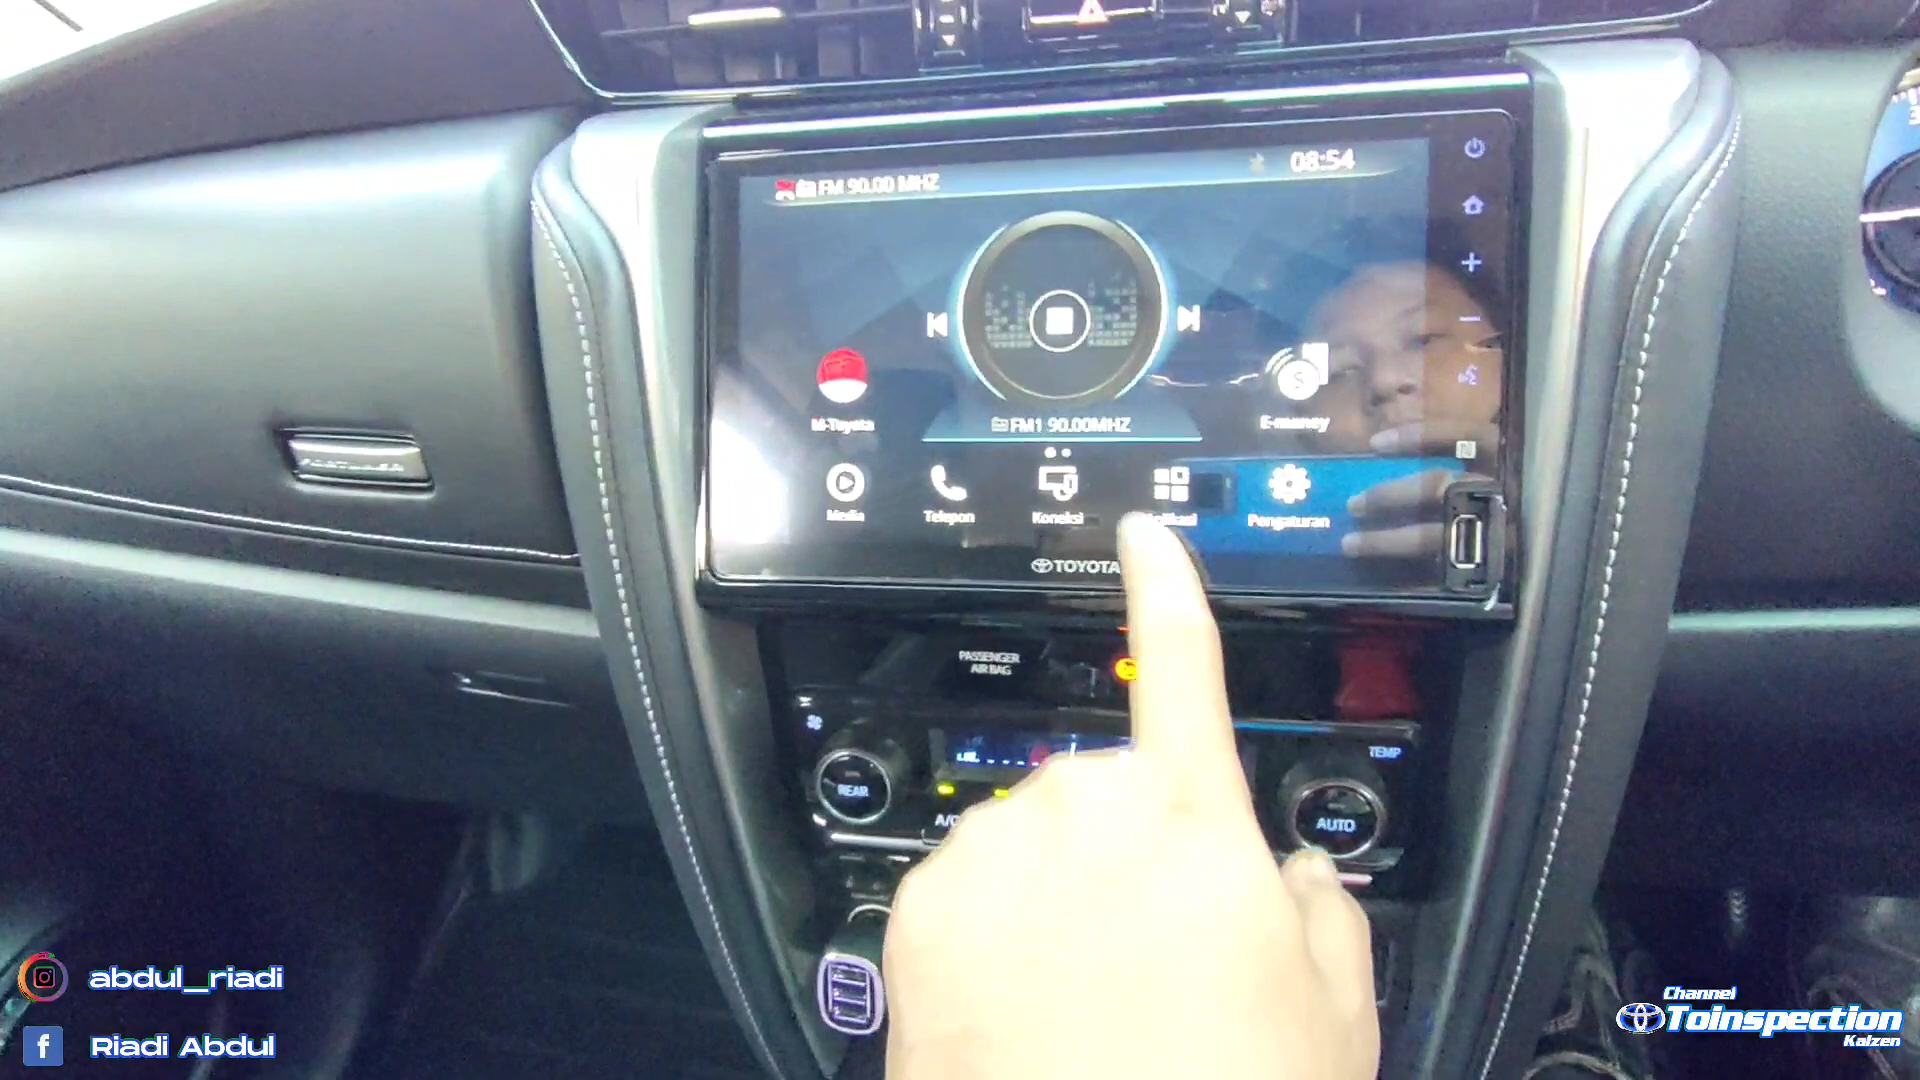 FM 90.00 MHZ
08:54
M-Toyota
FM1 90.00MHZ
E-money
Media
Telepon
Koneksi
Pengaturan
TOYOTA
PASSENGER
AIR BAG
TEMP
REAR
AUTO
A/C
abdul_riadi
Riadi Abdul
Channel
Toinspection
Kaizen